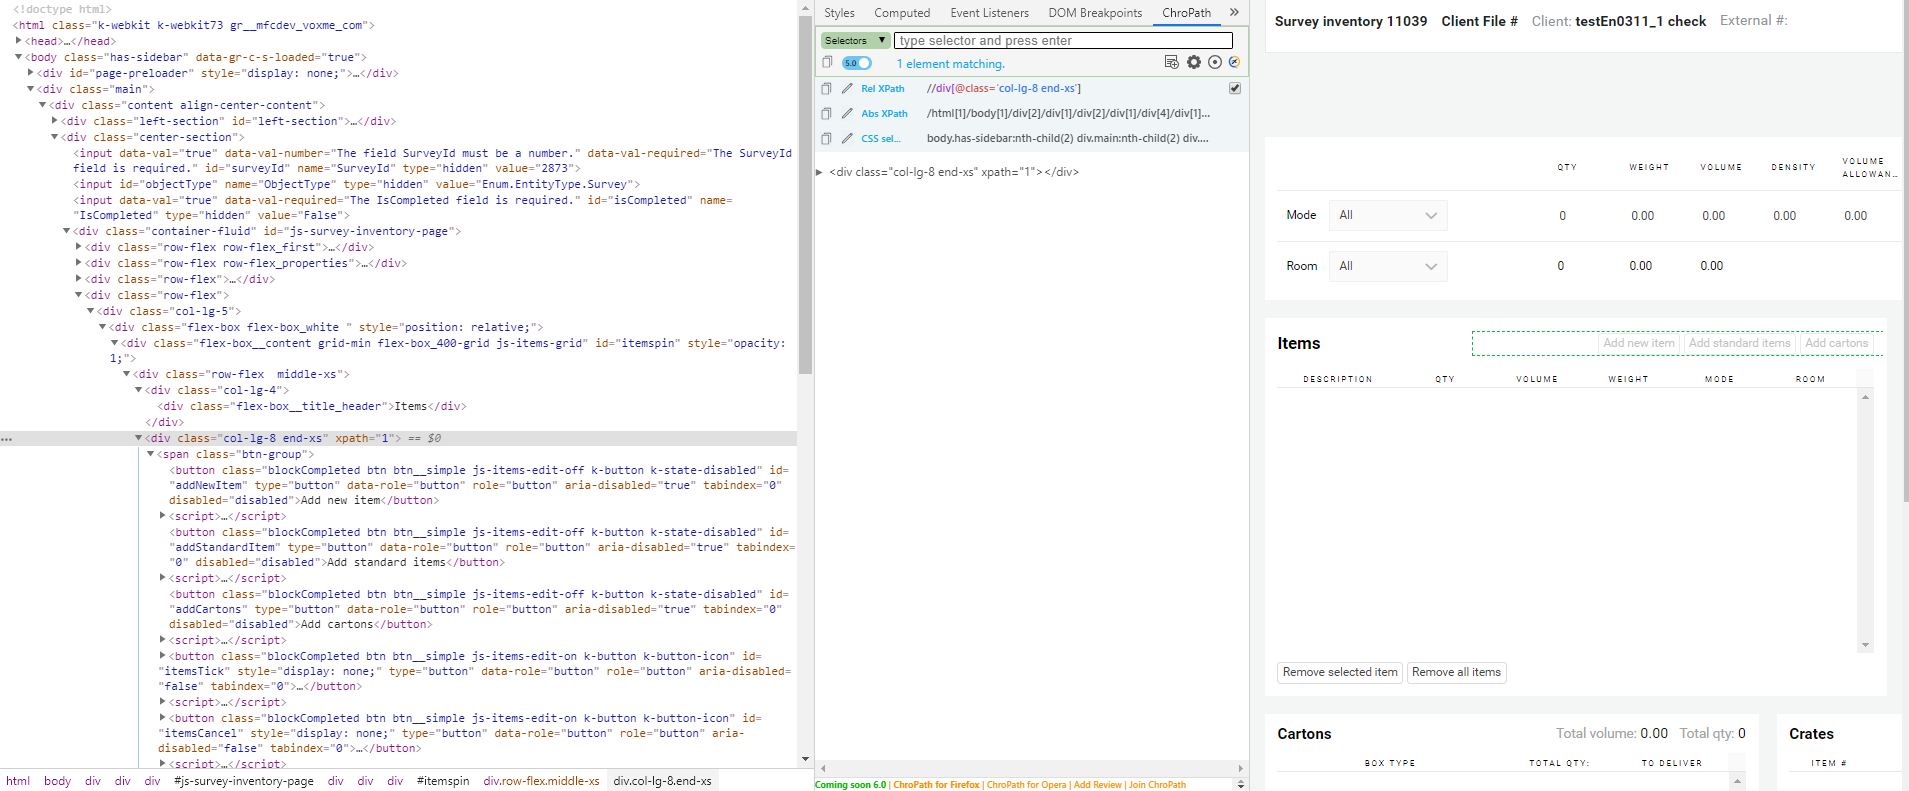 <!doctype html>
<html class="k-webkit k-webkit73 gr__mfcdev_voxme_com">
<head>…</head>
<body class="has-sidebar" data-gr-c-s-loaded="true">
<div id="page-preloader" style="display: none;">…</div>
<div class="main">
<div class="content align-center-content">
<div class="left-section" id="left-section">…</div>
<div class="center-section">
<input data-val="true" data-val-number="The field SurveyId must be a number." data-val-required="The SurveyId
field is required." id="surveyId" name="SurveyId" type="hidden" value="2873">
<input id="objectType" name="ObjectType" type="hidden" value="Enum.EntityType.Survey">
<input data-val="true" data-val-required="The IsCompleted field is required." id="isCompleted" name=
"IsCompleted" type="hidden" value="False">
<div class="container-fluid" id="js-survey-inventory-page">
<div class="row-flex row-flex_first">…</div>
<div class="row-flex row-flex_properties">…</div>
<div class="row-flex">…</div>
<div class="row-flex">
<div class="col-lg-5">
<div class="flex-box flex-box_white " style="position: relative;">
<div class="flex-box__content grid-min flex-box_400-grid js-items-grid" id="itemspin" style="opacity:
1;">
<div class="row-flex  middle-xs">
<div class="col-lg-4">
<div class="flex-box__title_header">Items</div>
</div>
… <div class="col-lg-8 end-xs" xpath="1"> == $0
<span class="btn-group">
<button class="blockCompleted btn btn__simple js-items-edit-off k-button k-state-disabled" id=
"addNewItem" type="button" data-role="button" role="button" aria-disabled="true" tabindex="0"
disabled="disabled">Add new item</button>
<script>…</script>
<button class="blockCompleted btn btn__simple js-items-edit-off k-button k-state-disabled" id=
"addStandardItem" type="button" data-role="button" role="button" aria-disabled="true" tabindex=
"0" disabled="disabled">Add standard items</button>
<script>…</script>
<button class="blockCompleted btn btn__simple js-items-edit-off k-button k-state-disabled" id=
"addCartons" type="button" data-role="button" role="button" aria-disabled="true" tabindex="0"
disabled="disabled">Add cartons</button>
<script>…</script>
<button class="blockCompleted btn btn__simple js-items-edit-on k-button k-button-icon" id=
"itemsTick" style="display: none;" type="button" data-role="button" role="button" aria-disabled=
"false" tabindex="0">…</button>
<script>…</script>
<button class="blockCompleted btn btn__simple js-items-edit-on k-button k-button-icon" id=
"itemsCancel" style="display: none;" type="button" data-role="button" role="button" aria-
disabled="false" tabindex="0">…</button>
<script>…</script>
html body div div div #js-survey-inventory-page div div div #itemspin div.row-flex.middle-xs div.col-lg-8.end-xs
Styles Computed Event Listeners DOM Breakpoints ChroPath »
Selectors type selector and press enter
5.0 1 element matching.
Rel XPath //div[@class='col-lg-8 end-xs']
Abs XPath /html[1]/body[1]/div[2]/div[1]/div[2]/div[1]/div[4]/div[1]...
CSS sel... body.has-sidebar:nth-child(2) div.main:nth-child(2) div....
<div class="col-lg-8 end-xs" xpath="1"></div>
Coming soon 6.0 | ChroPath for Firefox | ChroPath for Opera | Add Review | Join ChroPath
Survey inventory 11039 Client File # Client: testEn0311_1 check External #:
QTY WEIGHT VOLUME DENSITY VOLUME
ALLOWAN...
Mode All 0 0.00 0.00 0.00 0.00
Room All 0 0.00 0.00
Items Add new item Add standard items Add cartons
DESCRIPTION QTY VOLUME WEIGHT MODE ROOM
Remove selected item Remove all items
Cartons Total volume: 0.00 Total qty: 0 Crates
BOX TYPE TOTAL QTY: TO DELIVER ITEM #